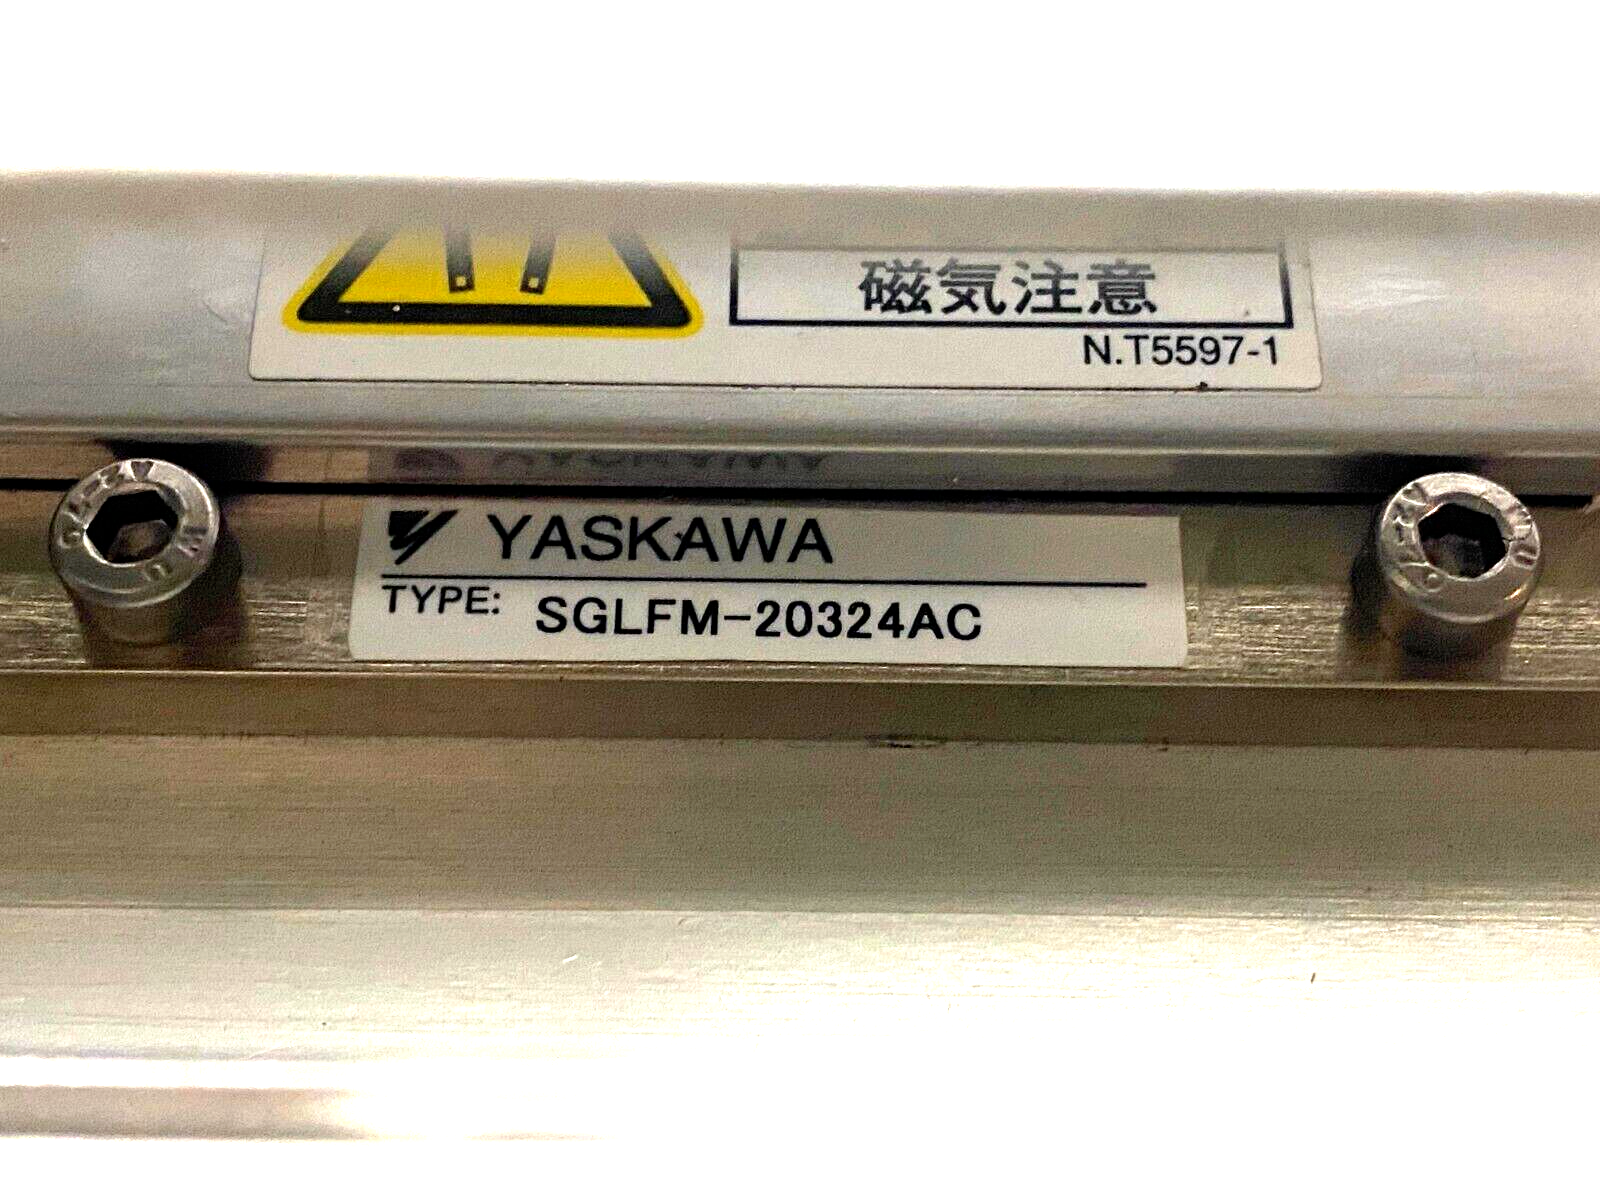 磁気注意
N.T5597-1
YASKAWA
TYPE: SGLFM-20324AC